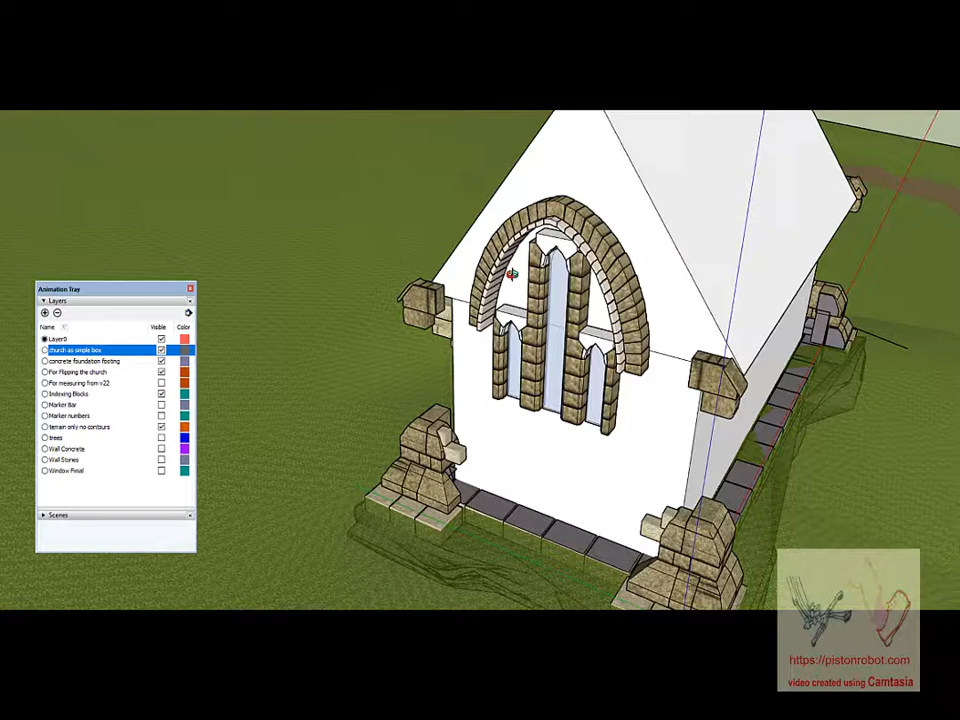 Animation Tray
Layers
Name Visible Color
Layer0
church as simple box
concrete foundation footing
For Flipping the church
For measuring from v22
Indexing Blocks
Marker Bar
Marker numbers
terrain only no contours
trees
Wall Concrete
Wall Stones
Window Final
Scenes
https://pistonrobot.com
video created using Camtasia